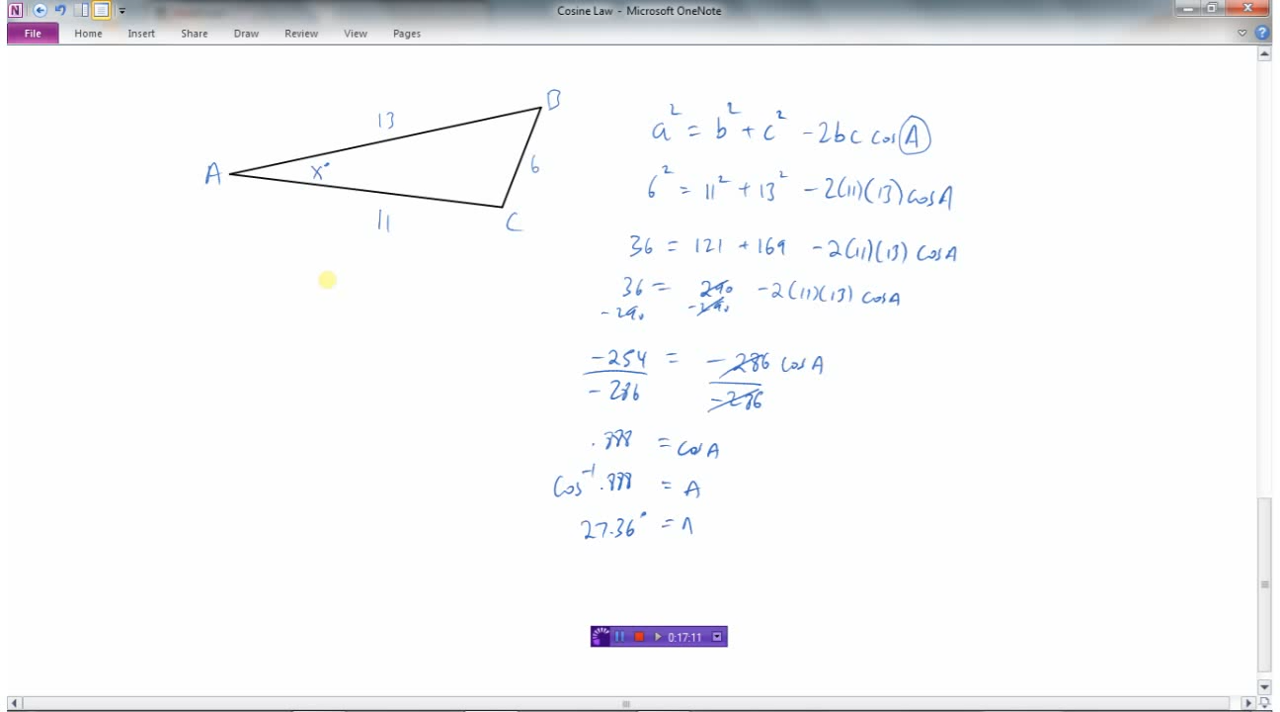 Cosine Law - Microsoft OneNote
File Home Insert Share Draw Review View Pages
B
13
A
x°
6
11
C
a² = b² + c² - 2bc cos A
6² = 11² + 13² - 2(11)(13) cos A
36 = 121 + 169 - 2(11)(13) cos A
36 = 290 - 2(11)(13) cos A
-290 -290
-254 = -286 cos A
-286 -286
.888 = cos A
cos⁻¹ .888 = A
27.36° = A
0:17:11